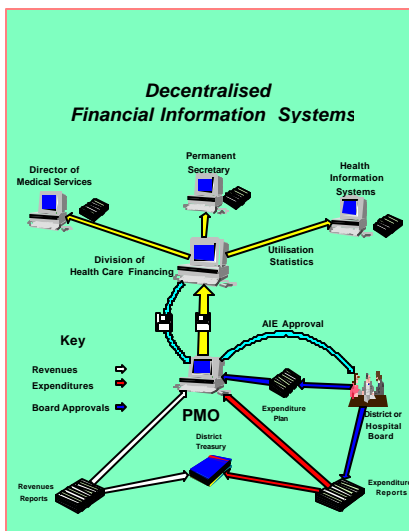 Decentralised
Financial Information Systems
Permanent
Secretary
Director of
Medical Services
Health
Information
Systems
Division of
Health Care Financing
Utilisation
Statistics
AIE Approval
Key
Revenues
Expenditures
Board Approvals
PMO
Expenditure
Plan
District or
Hospital
Board
District
Treasury
Revenues
Reports
Expenditure
Reports